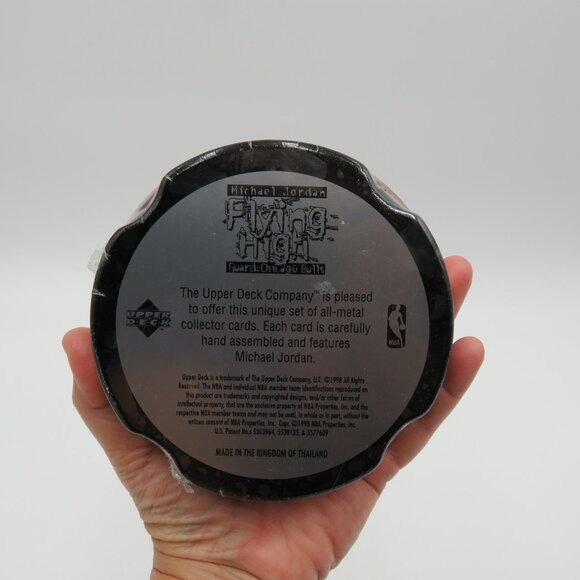 Michael Jordan
Flying
High
Guard: Chicago Bulls
The Upper Deck Company™ is pleased
to offer this unique set of all-metal
collector cards. Each card is carefully
hand assembled and features
Michael Jordan.
UPPER
DECK
NBA
Upper Deck is a trademark of The Upper Deck Company, LLC. ©1998 All Rights
Reserved. The NBA and individual NBA member team identifications reproduced on
this product are trademarks and copyrighted designs, and/or other forms of
intellectual property, that are the exclusive property of NBA Properties, Inc. and the
respective NBA member teams and may not be used, in whole or in part, without the
written consent of NBA Properties, Inc. Copr. ©1998 NBA Properties, Inc.
U.S. Patent No.s 5363964, 5538135, & 5577609
MADE IN THE KINGDOM OF THAILAND